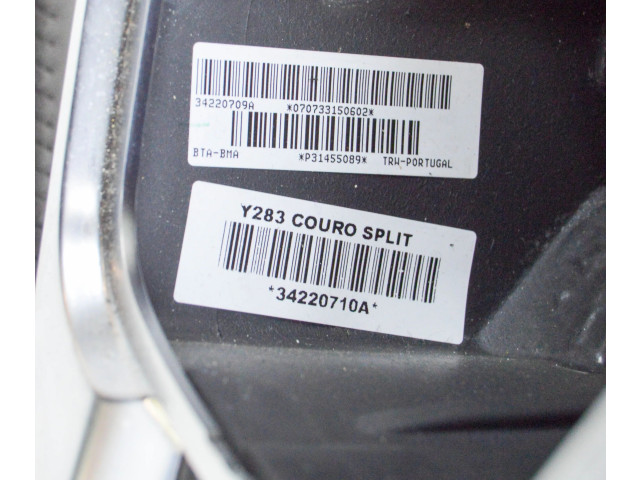 34220709A *070733150602*
BTA-BMA *P31455089* TRW-PORTUGAL
Y283 COURO SPLIT
*34220710A*